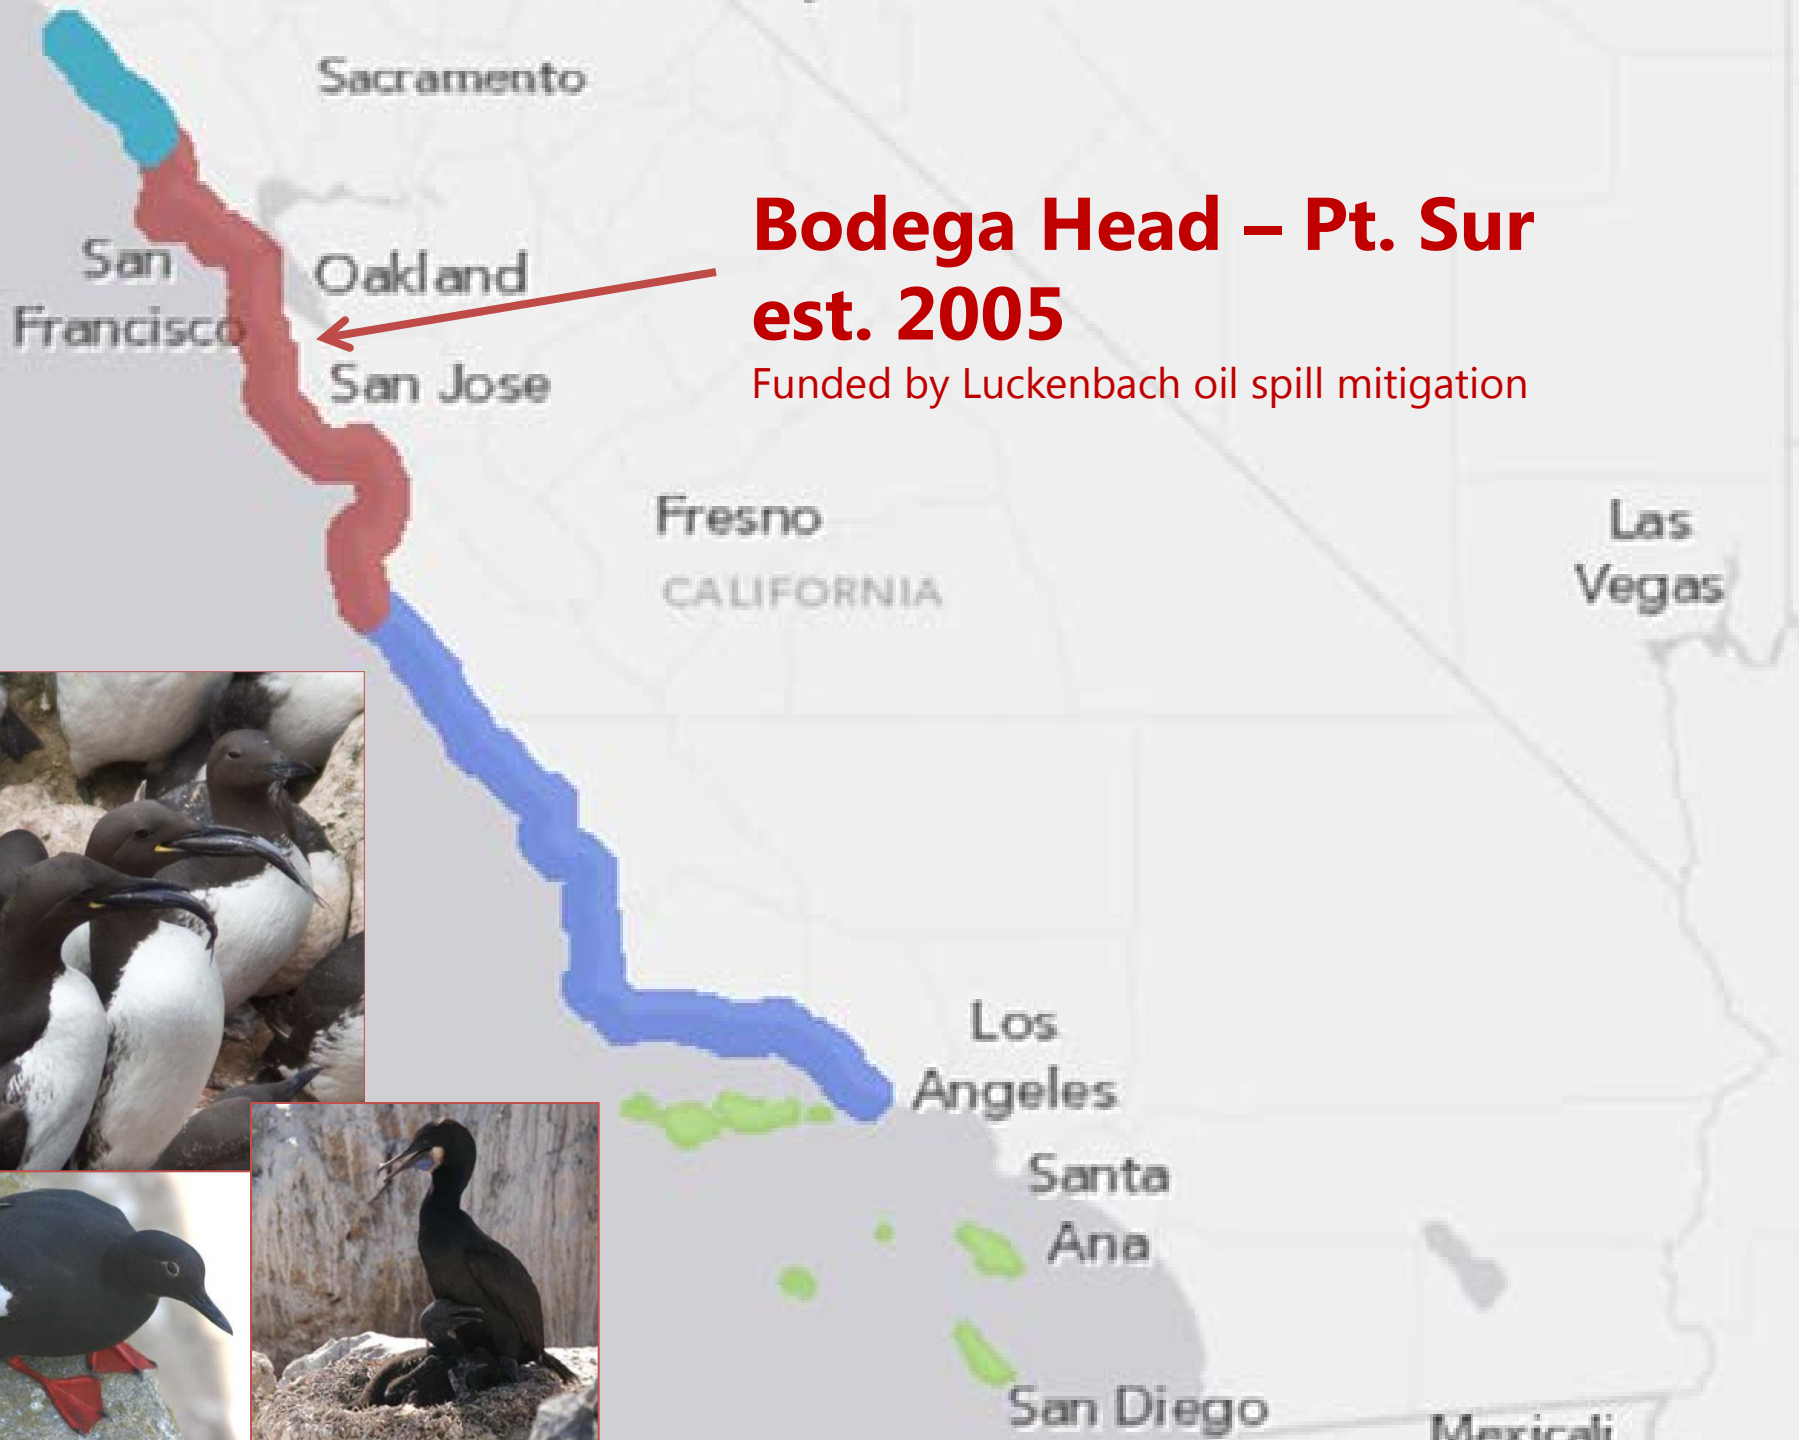 Sacramento
Bodega Head – Pt. Sur
est. 2005
Funded by Luckenbach oil spill mitigation
San
Francisco
Oakland
San Jose
Fresno
CALIFORNIA
Las
Vegas
Los
Angeles
Santa
Ana
San Diego
Mexicali